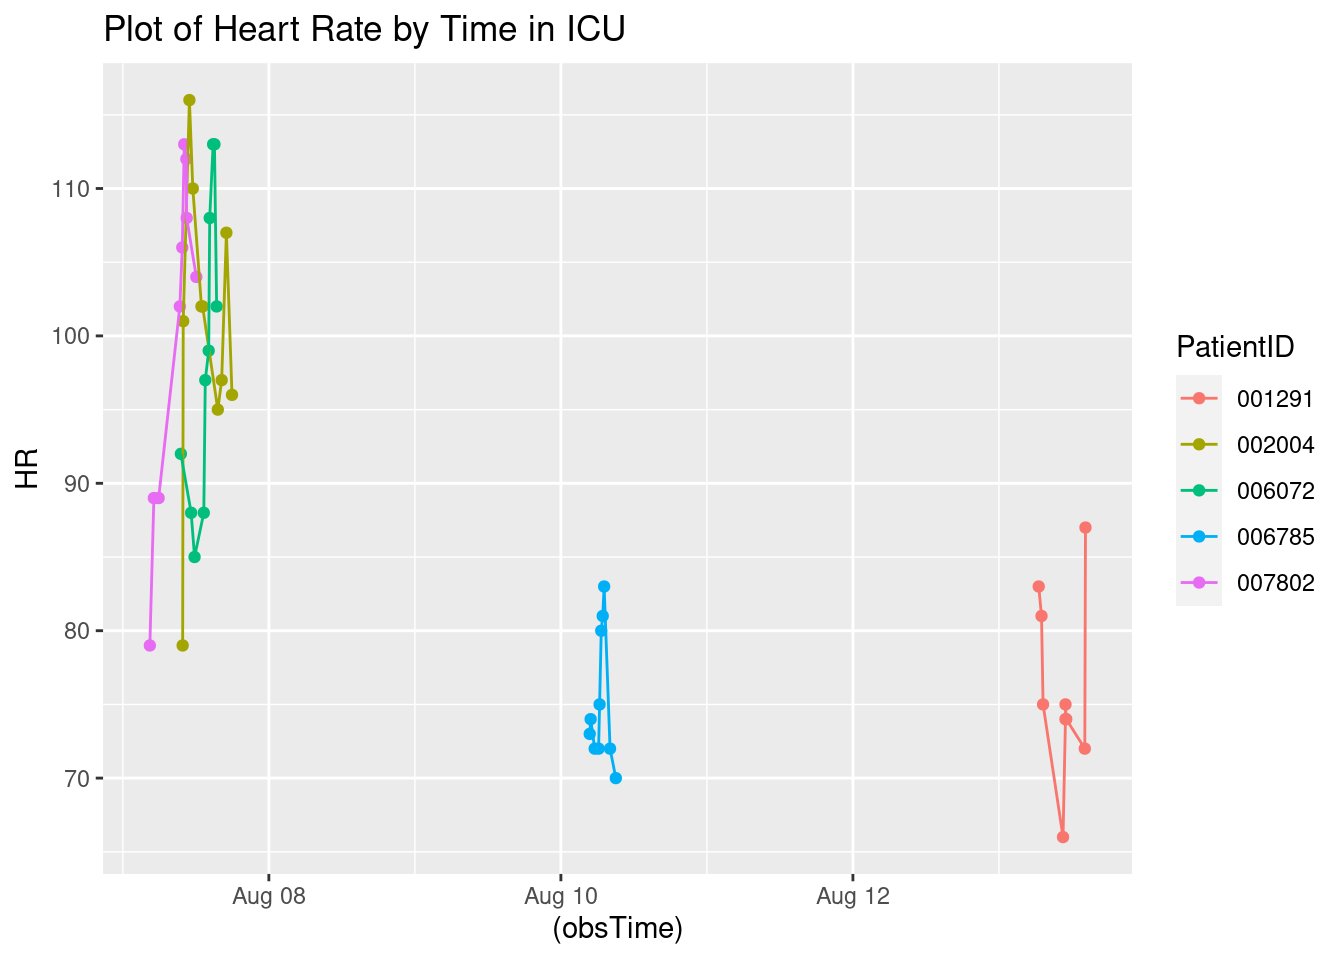 Plot of Heart Rate by Time in ICU
110
100
90
80
70
HR
Aug 08
Aug 10
Aug 12
(obsTime)
PatientID
001291
002004
006072
006785
007802